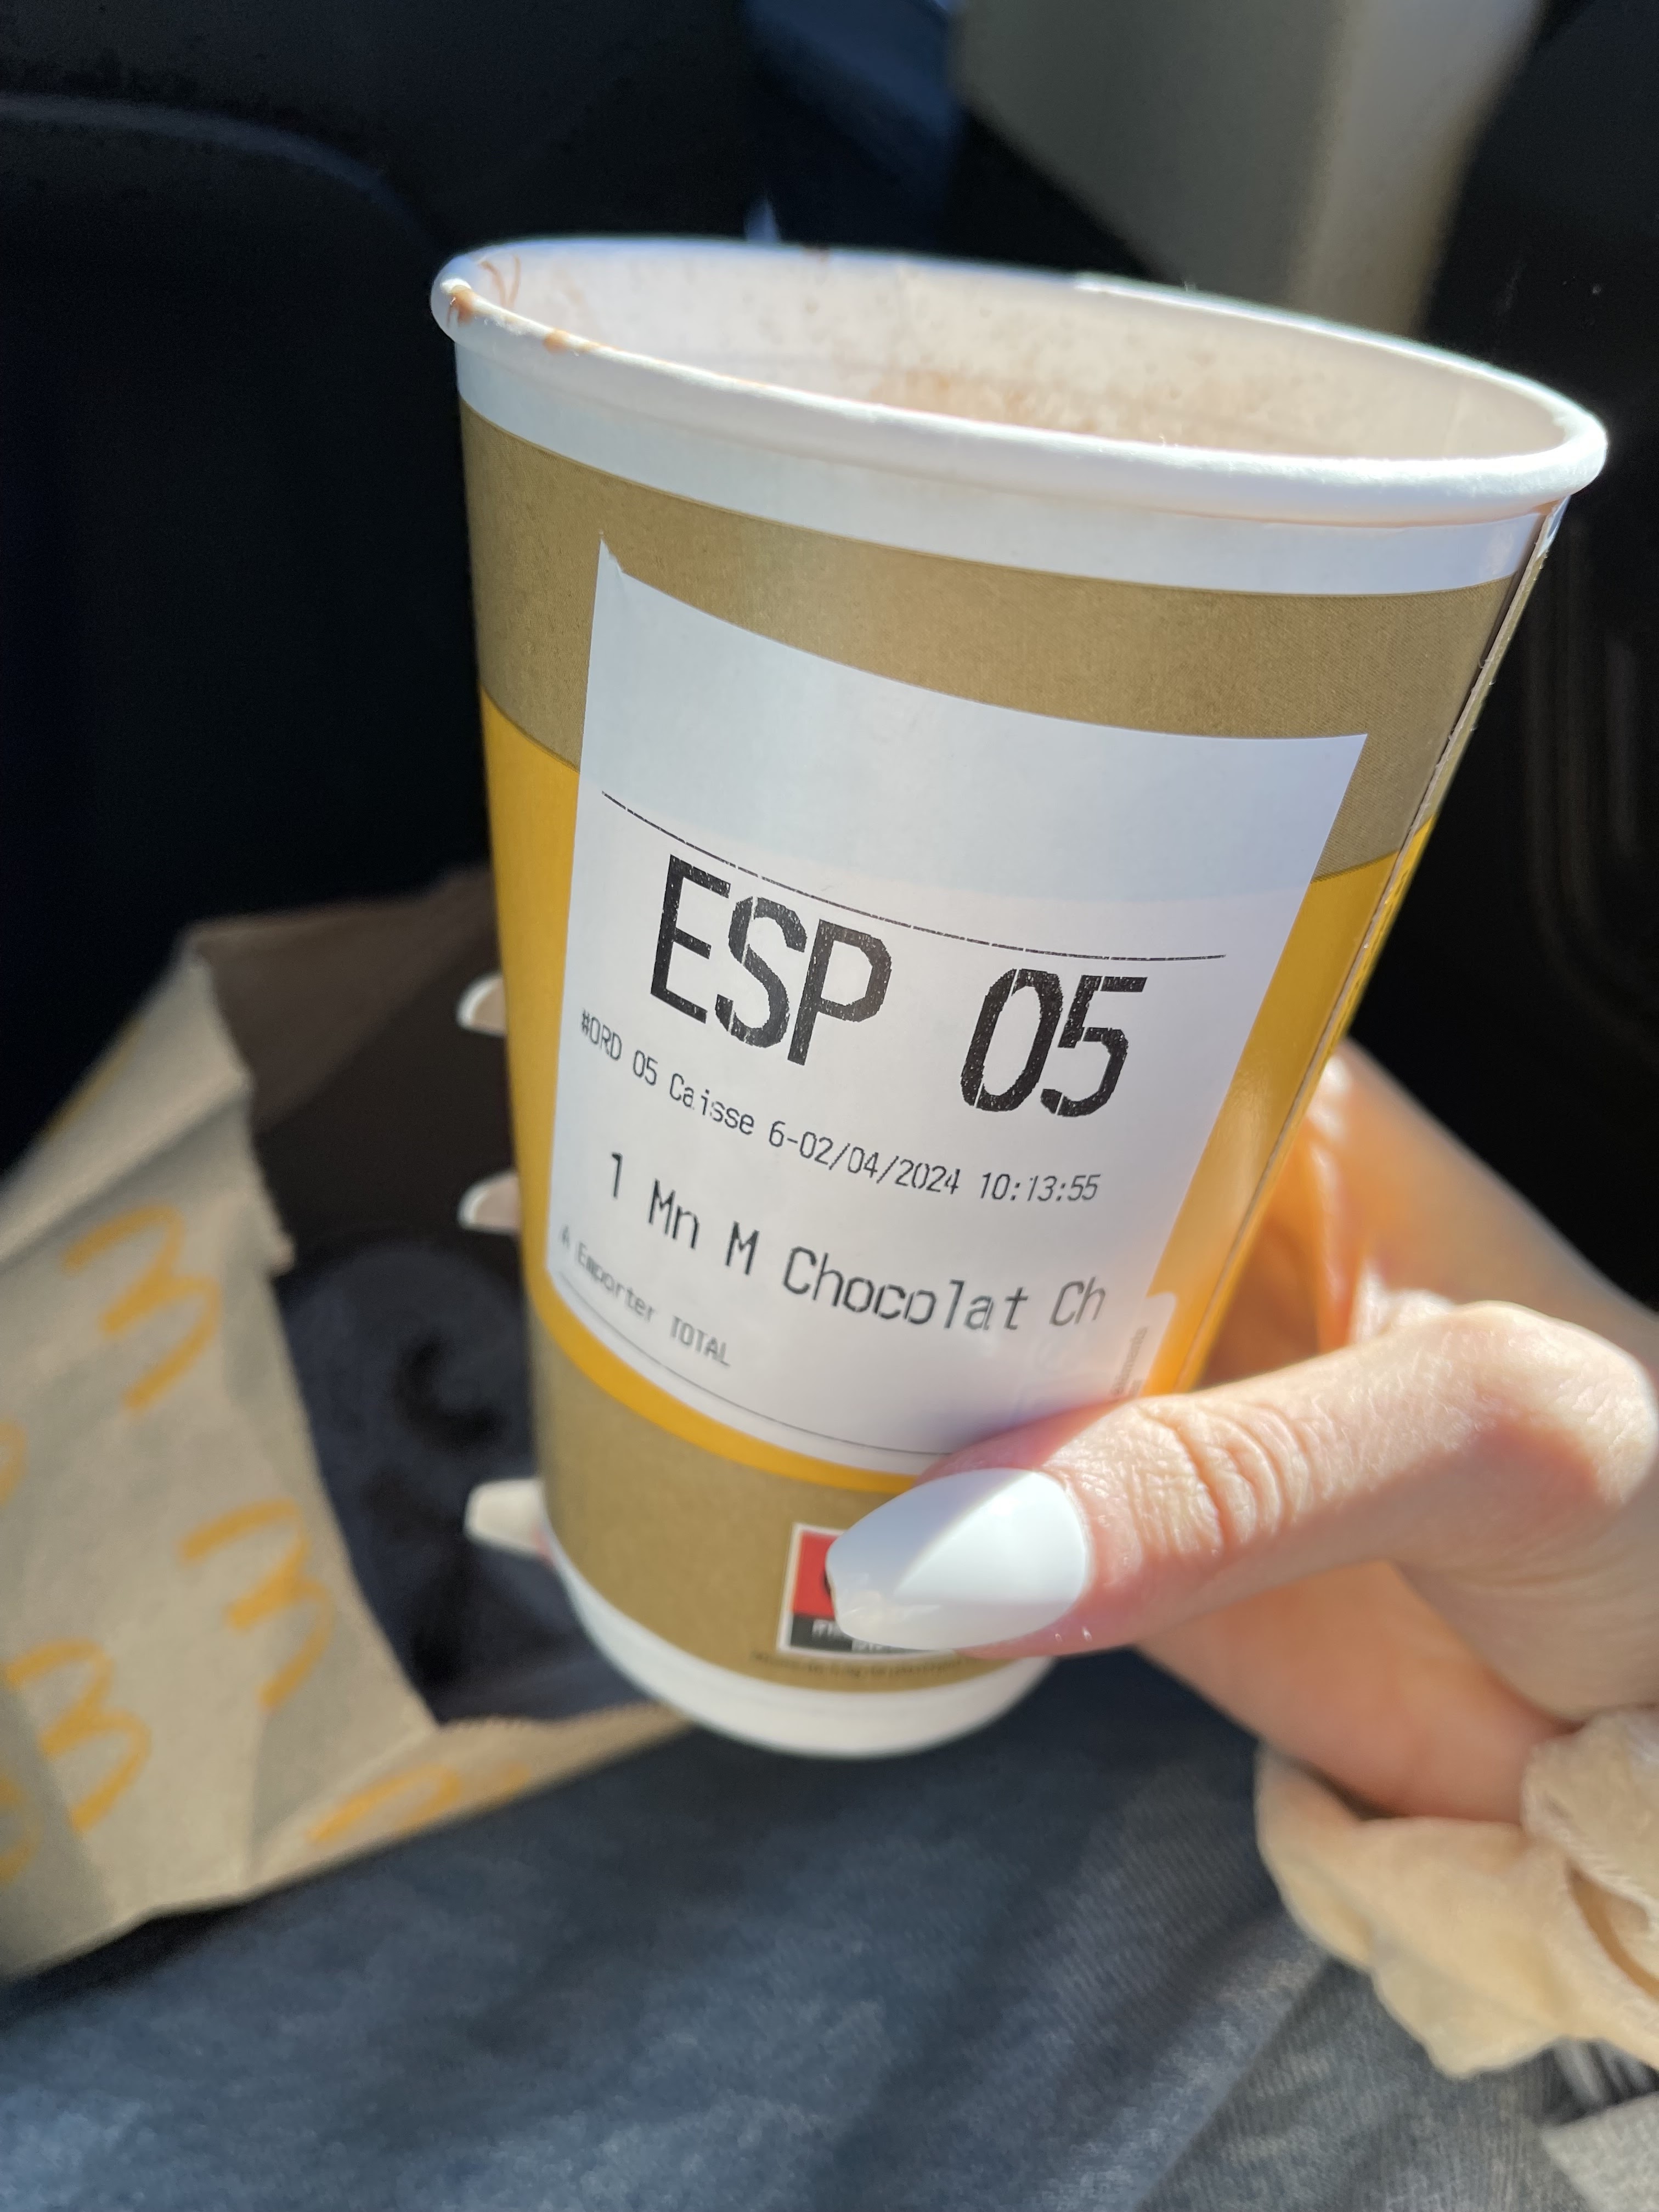 ESP 05
#ORD 05 Caisse 6-02/04/2024 10:13:55
1 Mn M Chocolat Ch
A Emporter TOTAL